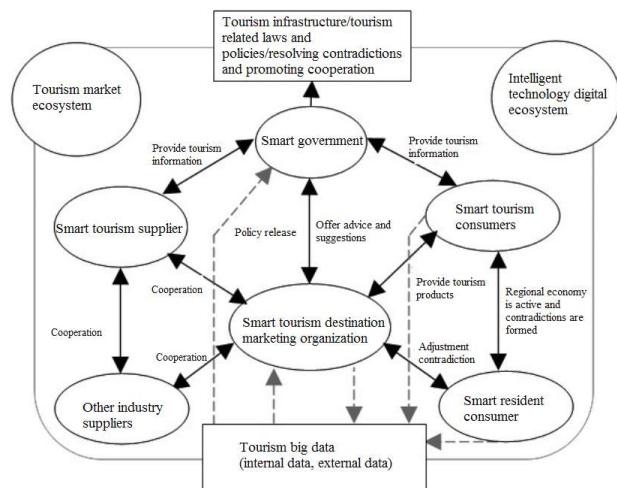 Tourism infrastructure/tourism
related laws and
policies/resolving contradictions
and promoting cooperation
Tourism market
ecosystem
Intelligent
technology digital
ecosystem
Smart
government
Provide tourism
information
Provide tourism
information
Smart tourism supplier
Smart tourism
consumers
Policy release
Offer advice and
suggestions
Cooperation
Provide tourism
products
Regional economy
is active and
contradictions are
formed
Cooperation
Smart tourism destination
marketing organization
Cooperation
Adjustment
contradiction
Other industry
suppliers
Smart resident
consumer
Tourism big data
(internal data, external data)